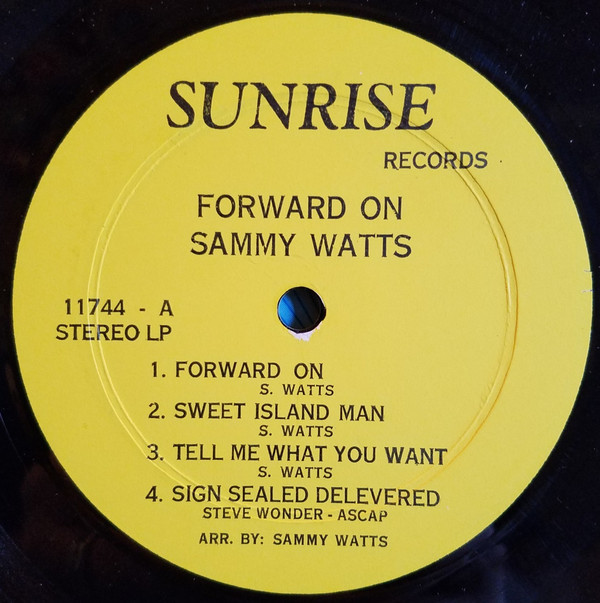 SUNRISE
RECORDS
FORWARD ON
SAMMY WATTS
11744 - A
STEREO LP
1. FORWARD ON
S. WATTS
2. SWEET ISLAND MAN
S. WATTS
3. TELL ME WHAT YOU WANT
S. WATTS
4. SIGN SEALED DELEVERED
STEVE WONDER - ASCAP
ARR. BY: SAMMY WATTS